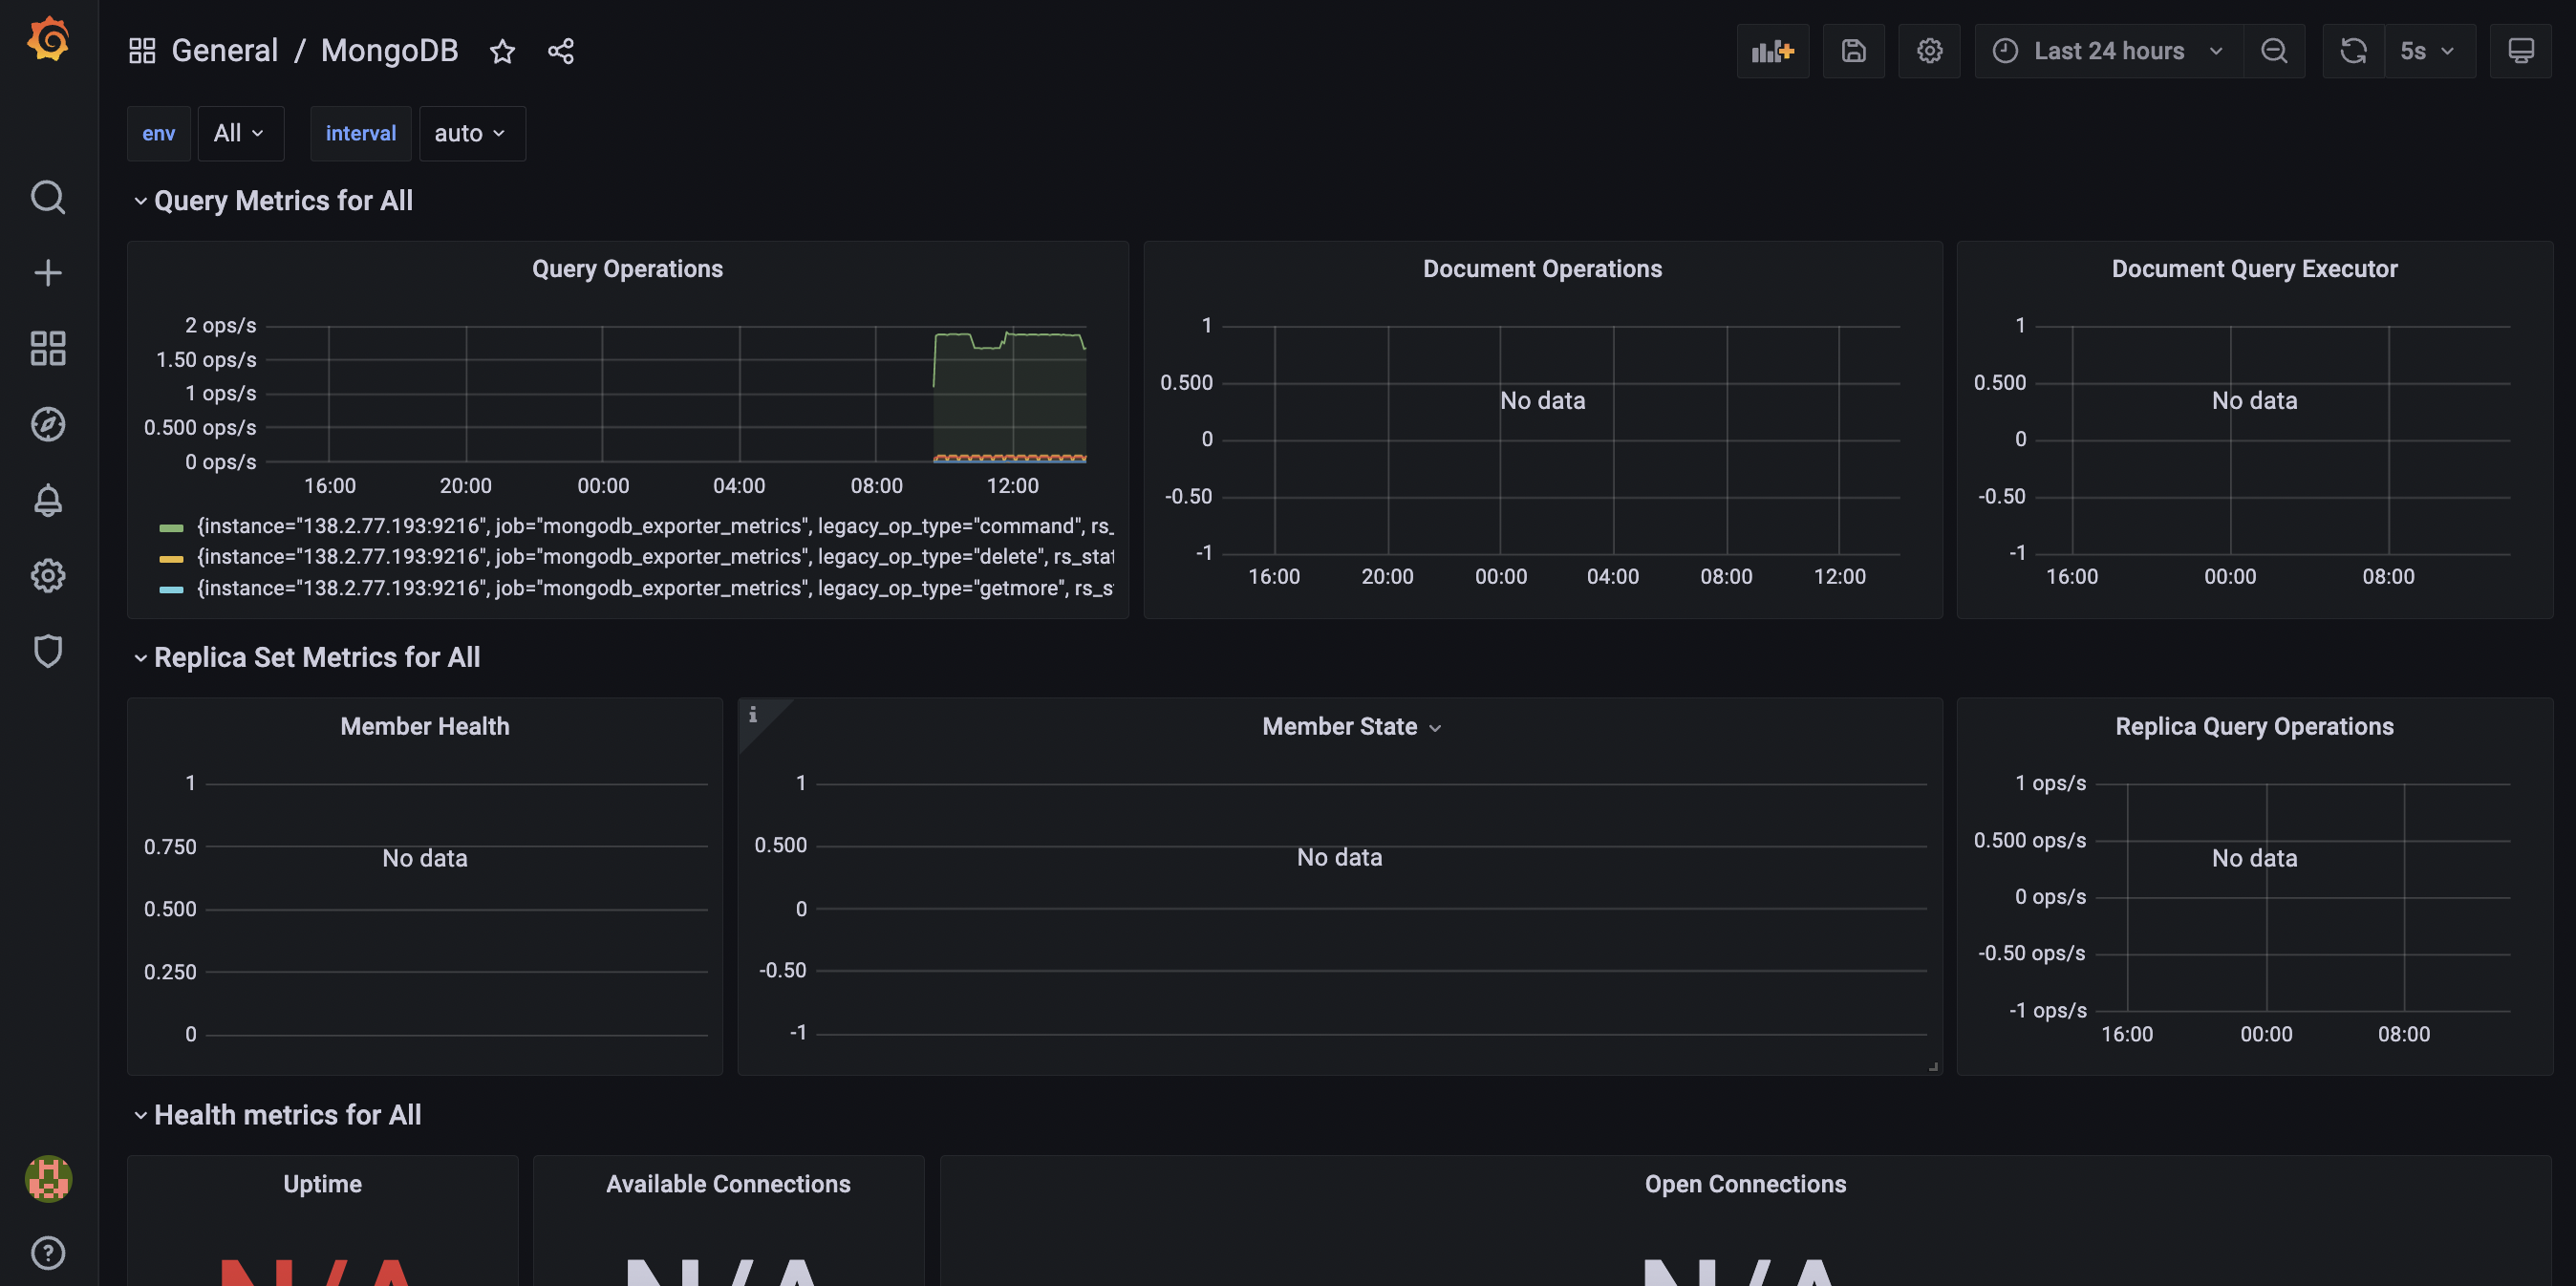 General / MongoDB
Last 24 hours
5s
env All interval auto
Query Metrics for All
Query Operations
2 ops/s
1.50 ops/s
1 ops/s
0.500 ops/s
0 ops/s
16:00 20:00 00:00 04:00 08:00 12:00
{instance="138.2.77.193:9216", job="mongodb_exporter_metrics", legacy_op_type="command", rs_
{instance="138.2.77.193:9216", job="mongodb_exporter_metrics", legacy_op_type="delete", rs_stat
{instance="138.2.77.193:9216", job="mongodb_exporter_metrics", legacy_op_type="getmore", rs_s
Document Operations
1
0.500
No data
0
-0.50
-1
16:00 20:00 00:00 04:00 08:00 12:00
Document Query Executor
1
0.500
No data
0
-0.50
-1
16:00 00:00 08:00
Replica Set Metrics for All
Member Health
1
0.750
No data
0.500
0.250
0
i
Member State
1
0.500
No data
0
-0.50
-1
Replica Query Operations
1 ops/s
0.500 ops/s
No data
0 ops/s
-0.50 ops/s
-1 ops/s
16:00 00:00 08:00
Health metrics for All
Uptime
N/A
Available Connections
N/A
Open Connections
N/A